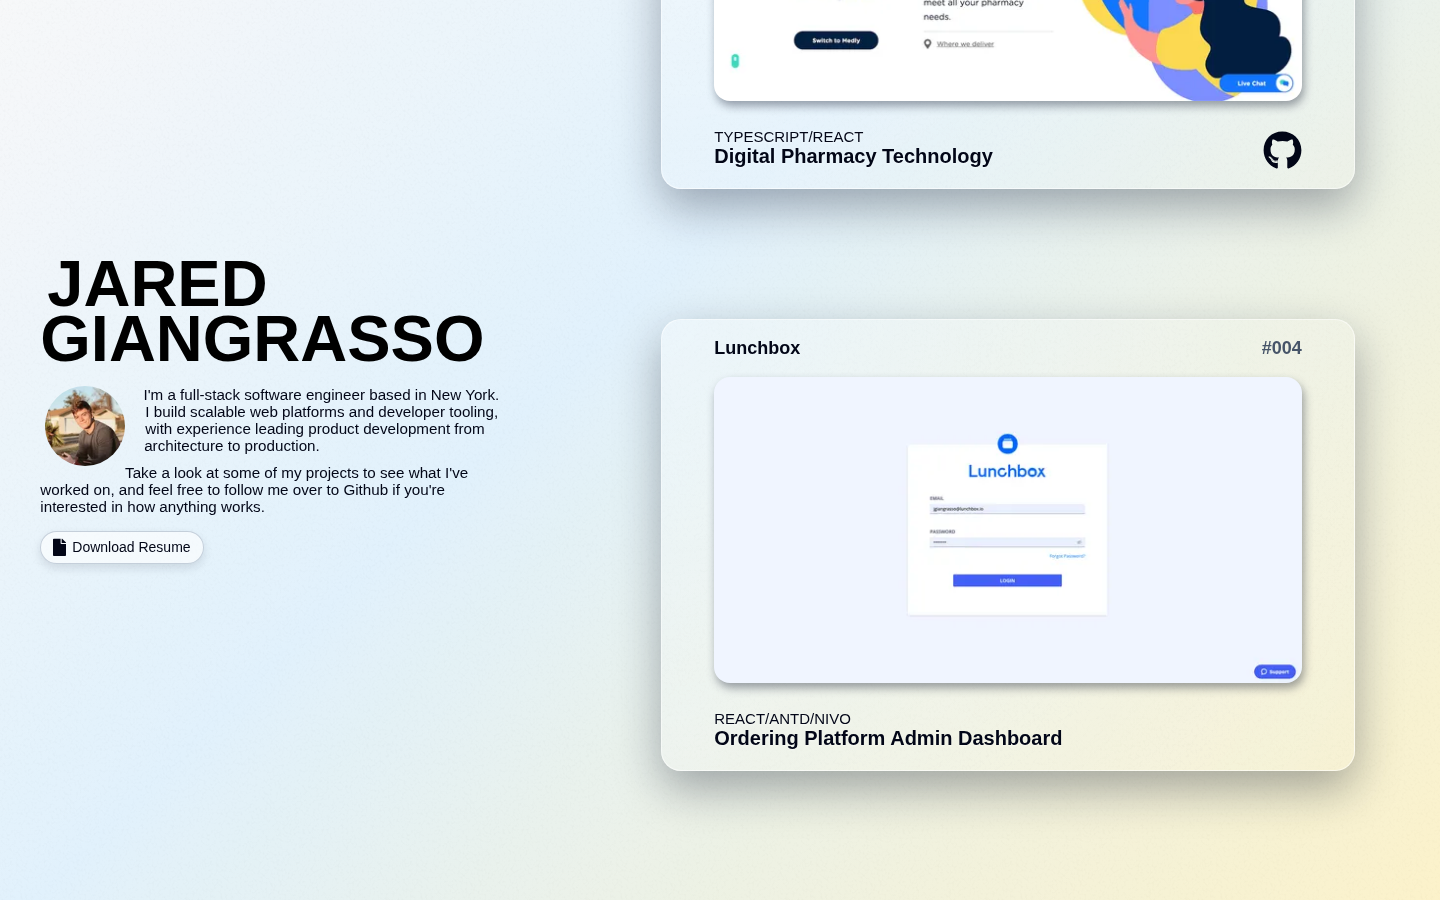 JARED
GIANGRASSO
I'm a full-stack software engineer based in New York.
I build scalable web platforms and developer tooling,
with experience leading product development from
architecture to production.
Take a look at some of my projects to see what I've
worked on, and feel free to follow me over to Github if you're
interested in how anything works.
Download Resume
meet all your pharmacy
needs.
Switch to Medly
Where we deliver
Live Chat
TYPESCRIPT/REACT
Digital Pharmacy Technology
Lunchbox
#004
Lunchbox
EMAIL
jgiangrasso@lunchbox.io
PASSWORD
Forgot Password?
LOGIN
Support
REACT/ANTD/NIVO
Ordering Platform Admin Dashboard